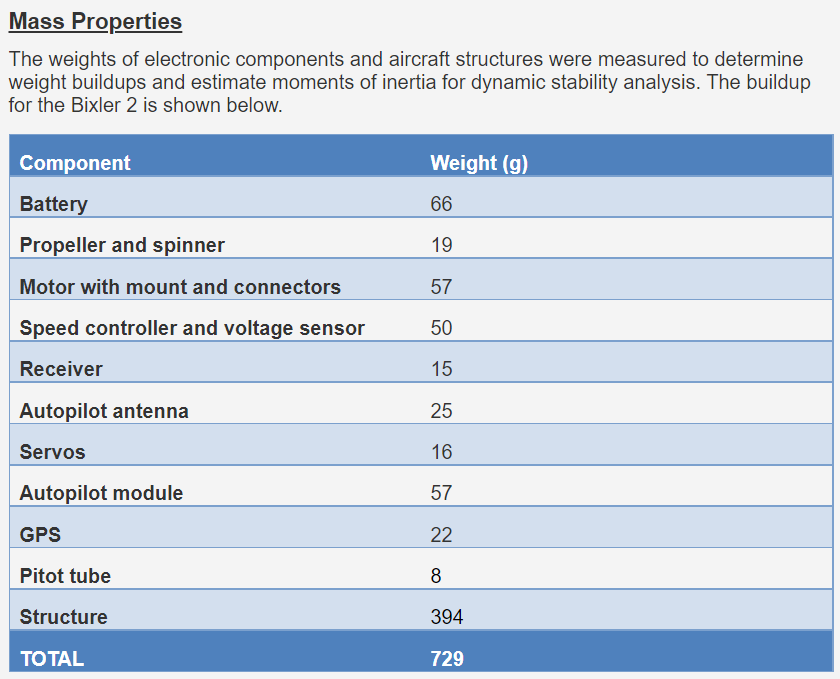 Mass Properties
The weights of electronic components and aircraft structures were measured to determine
weight buildups and estimate moments of inertia for dynamic stability analysis. The buildup
for the Bixler 2 is shown below.
Component Weight (g)
Battery 66
Propeller and spinner 19
Motor with mount and connectors 57
Speed controller and voltage sensor 50
Receiver 15
Autopilot antenna 25
Servos 16
Autopilot module 57
GPS 22
Pitot tube 8
Structure 394
TOTAL 729